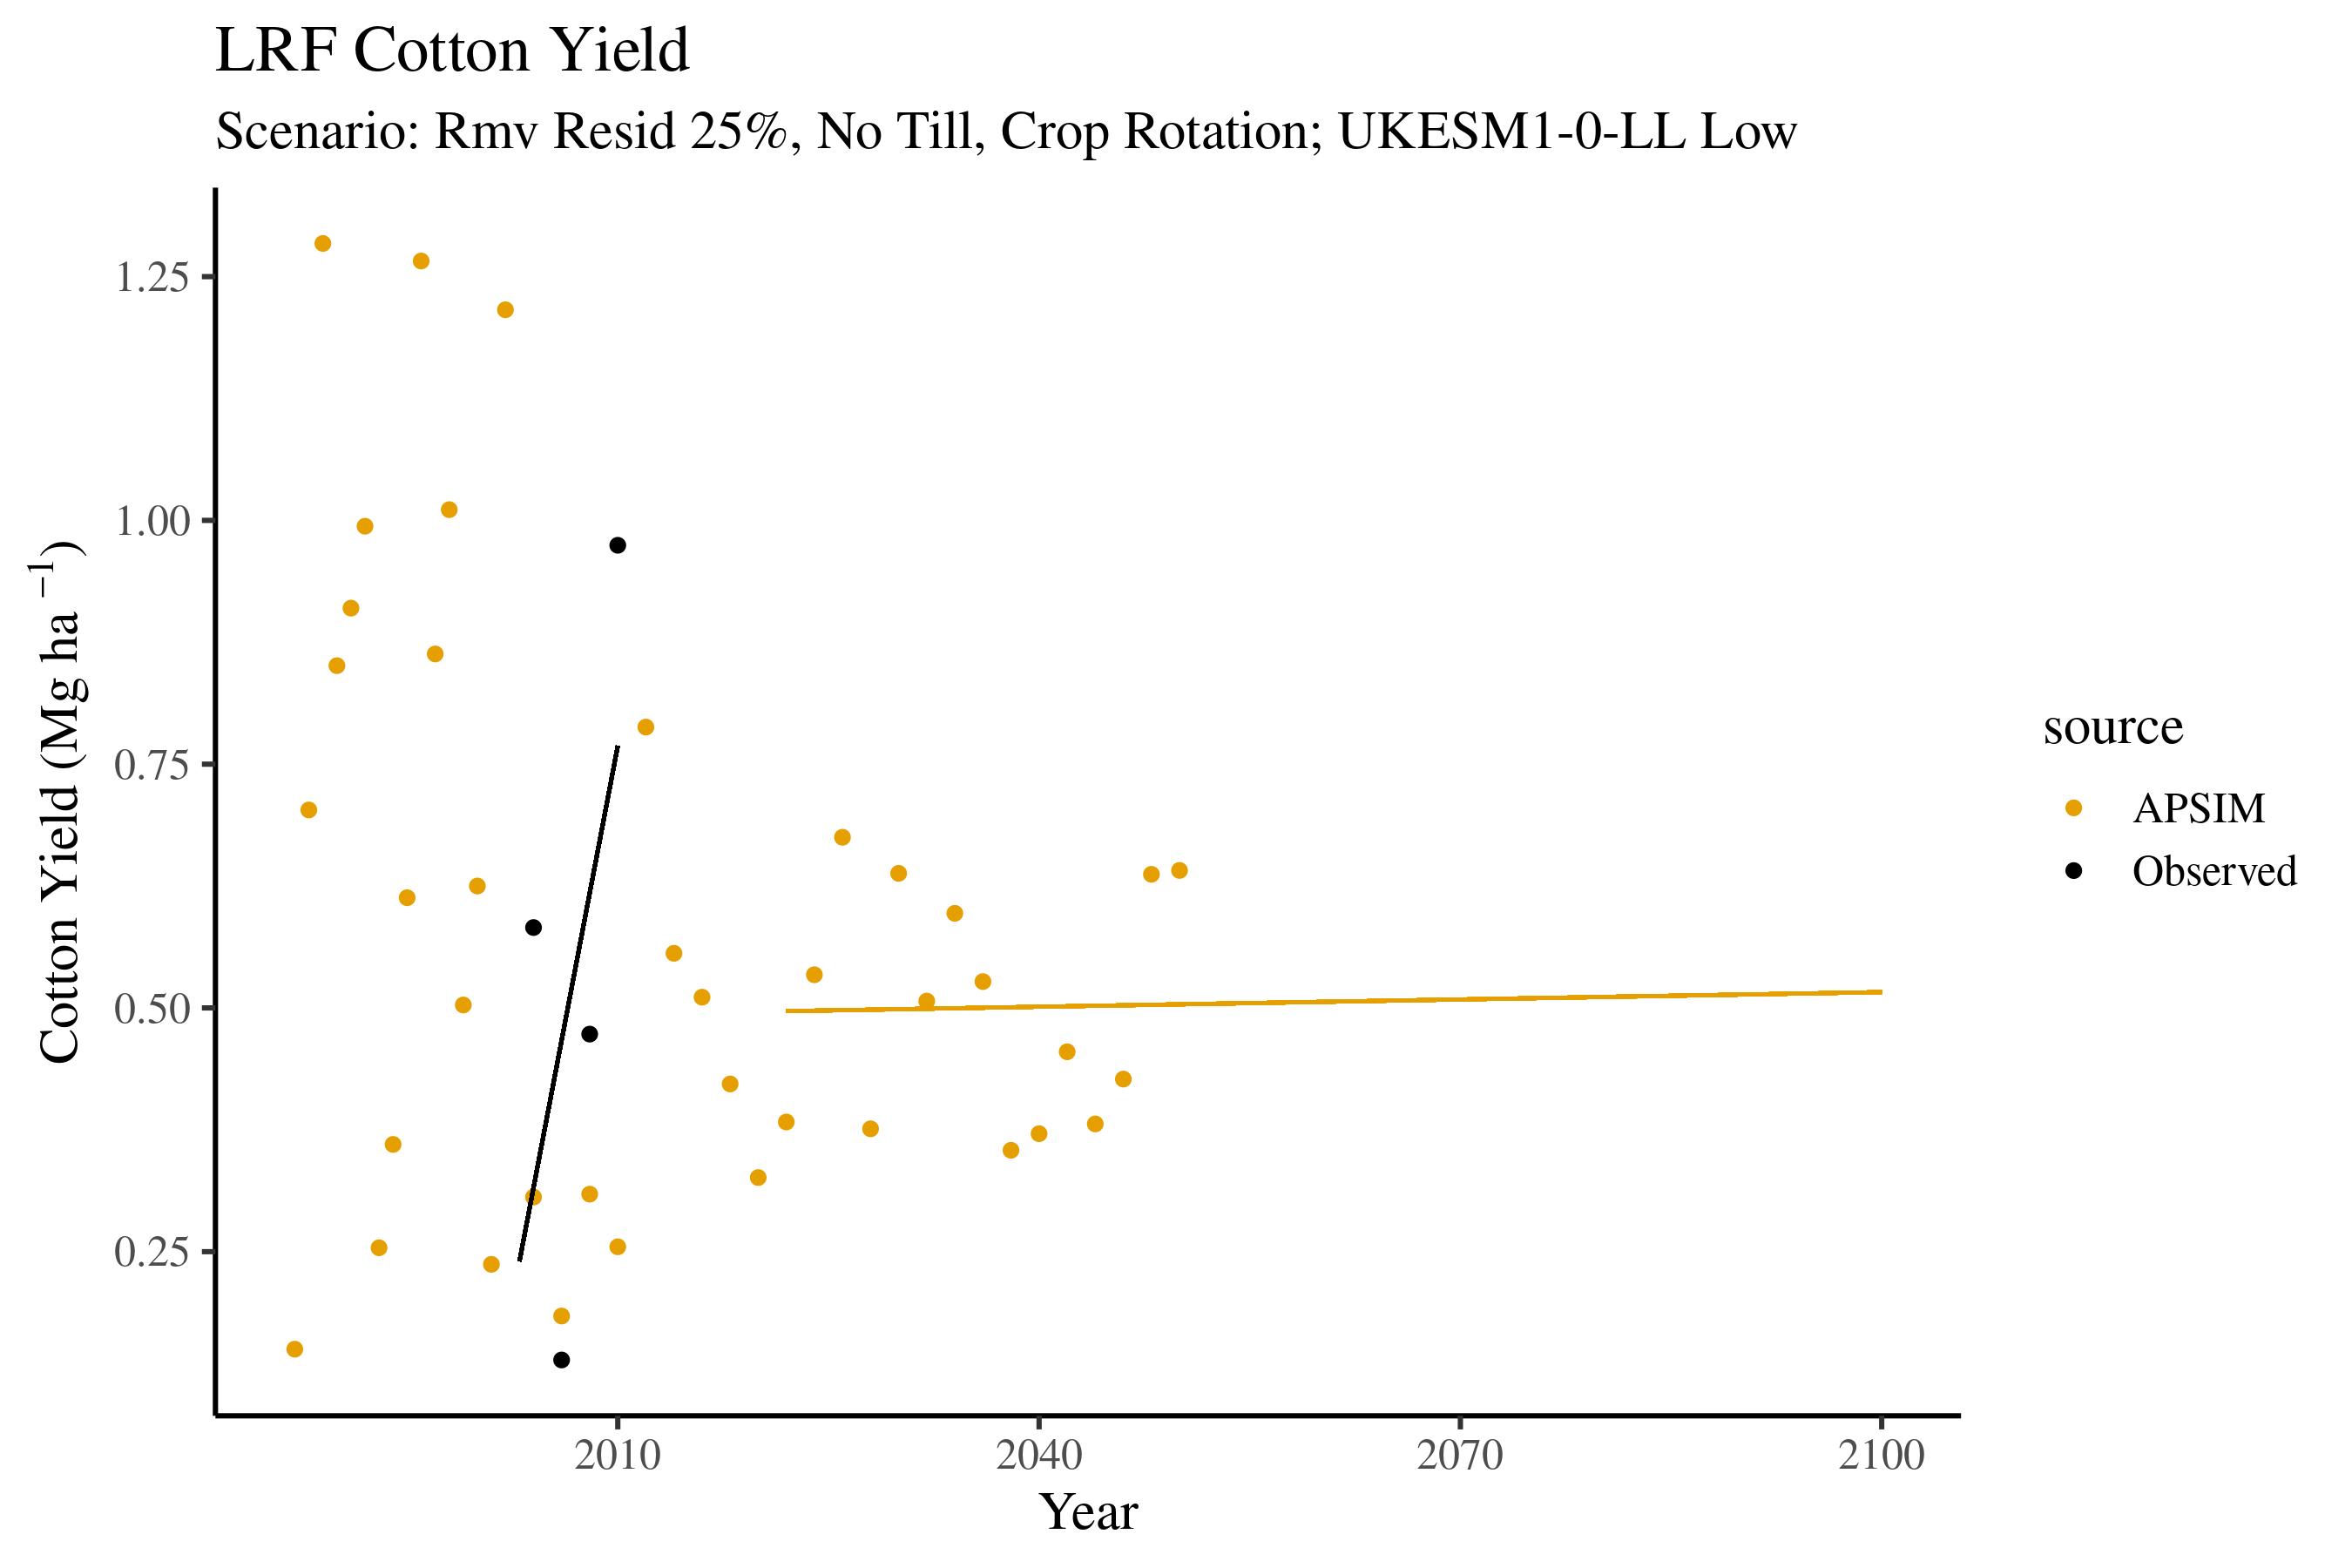 LRF Cotton Yield
Scenario: Rmv Resid 25%, No Till, Crop Rotation; UKESM1-0-LL Low
Cotton Yield (Mg ha −1)
1.25
1.00
0.75
0.50
0.25
2010 2040 2070 2100
Year
source
APSIM
Observed